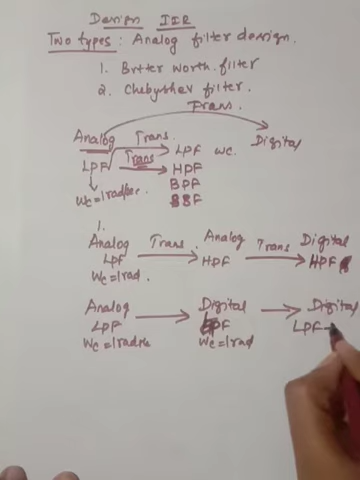 Design IIR
Two types: Analog filter design.
1. Butter worth filter
2. Chebyshev filter.
Trans.
Analog Trans. Digital
LPF Trans LPF wc.
HPF
wc=1rad/sec. BPF
BSF
1.
Analog Trans. Analog Trans Digital
LPF HPF HPF
wc=1rad.
Analog Digital Digital
LPF LPF LPF
wc=1rad/sec wc=1rad